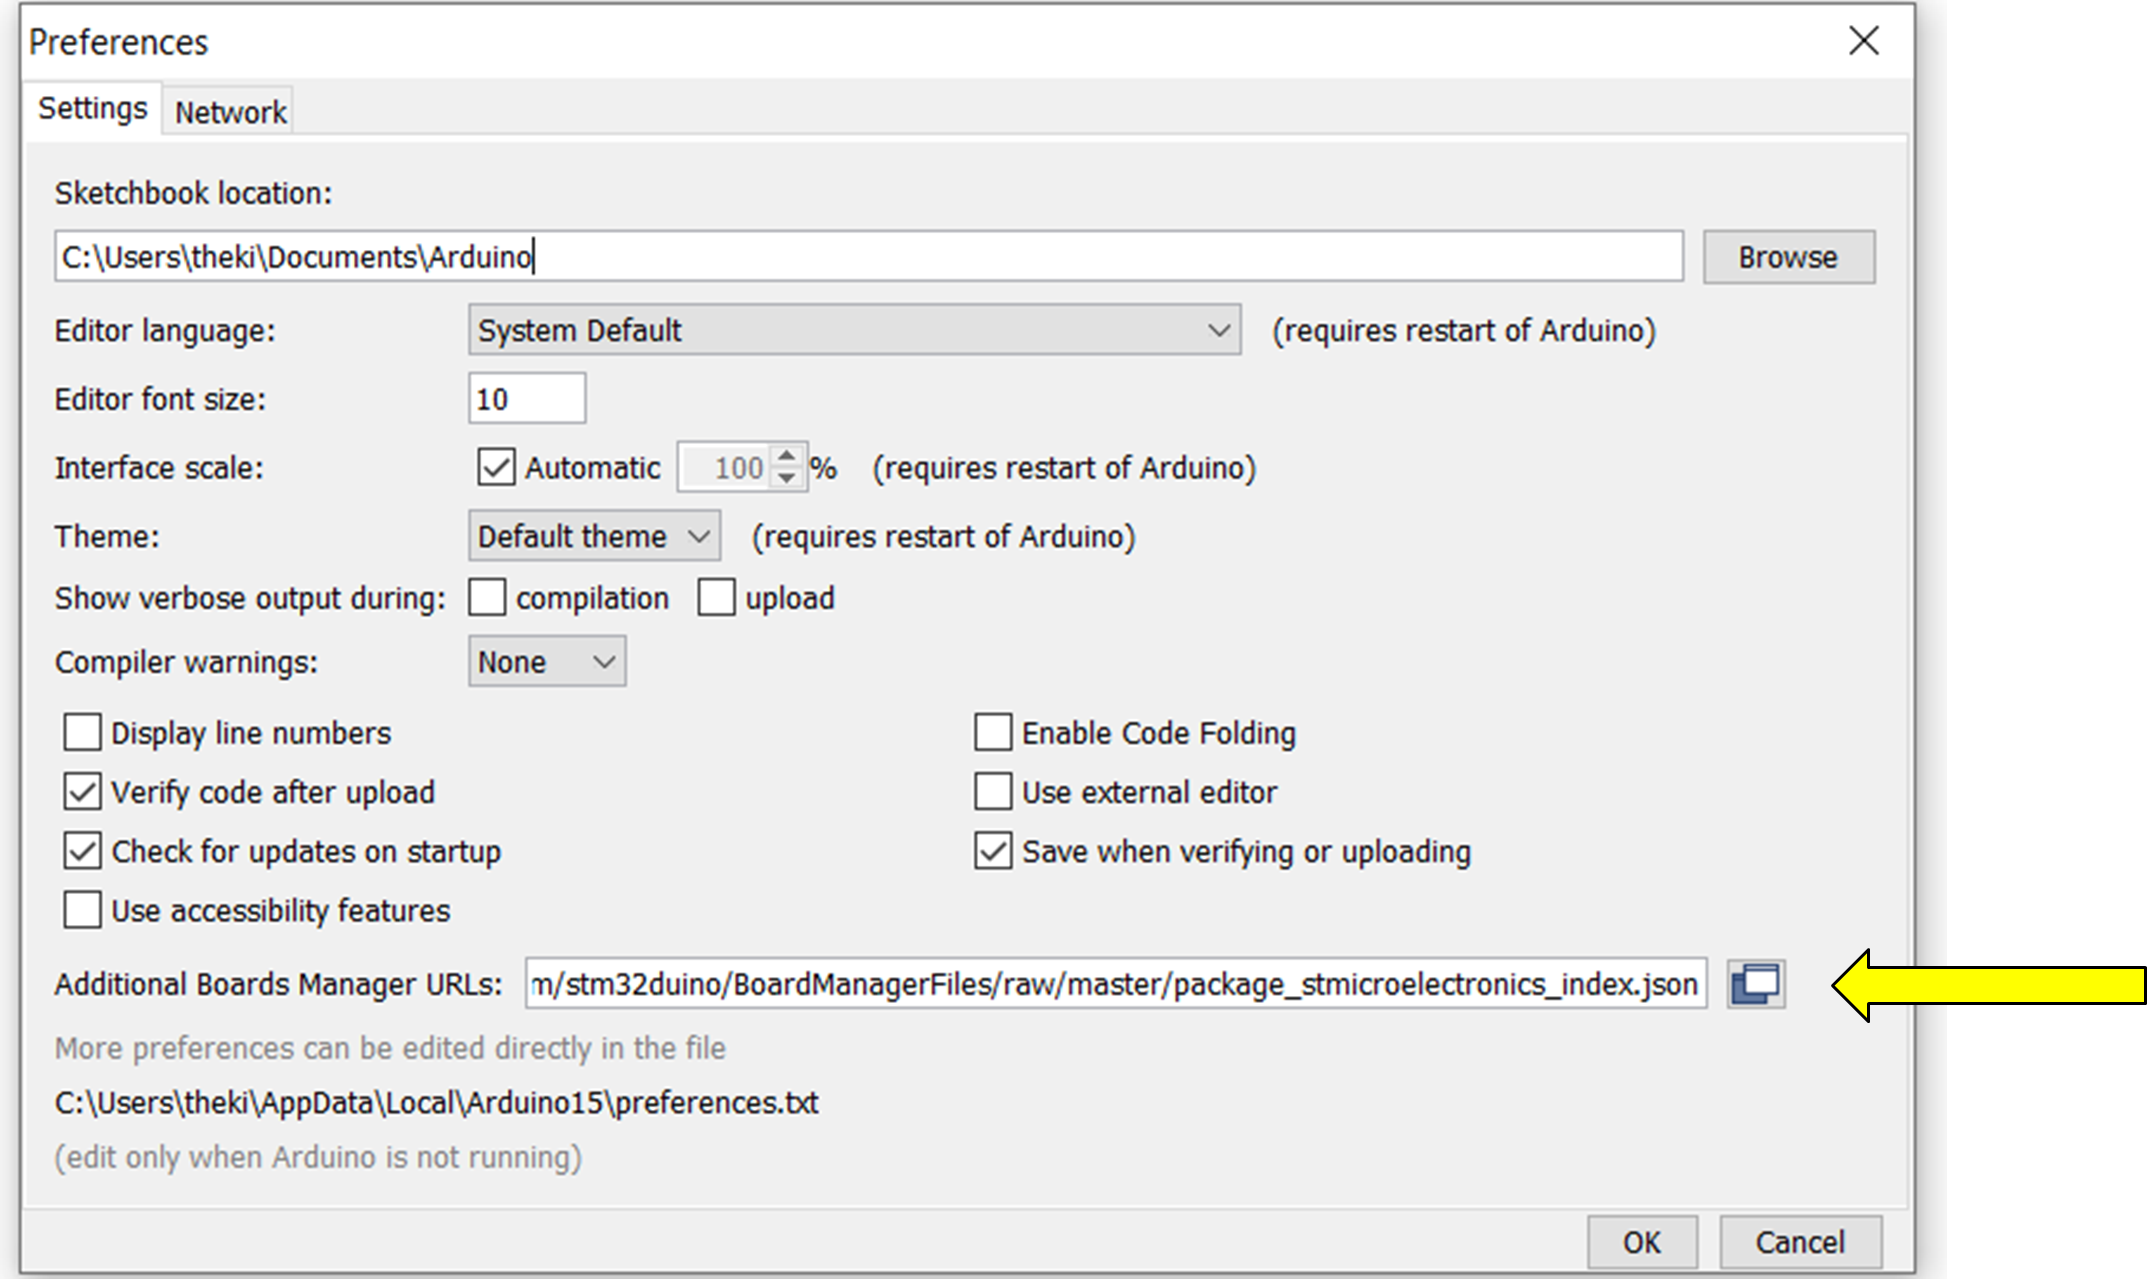 Preferences
Settings Network
Sketchbook location:
C:\Users\theki\Documents\Arduino Browse
Editor language: System Default (requires restart of Arduino)
Editor font size: 10
Interface scale: Automatic 100 % (requires restart of Arduino)
Theme: Default theme (requires restart of Arduino)
Show verbose output during: compilation upload
Compiler warnings: None
Display line numbers Enable Code Folding
Verify code after upload Use external editor
Check for updates on startup Save when verifying or uploading
Use accessibility features
Additional Boards Manager URLs: m/stm32duino/BoardManagerFiles/raw/master/package_stmicroelectronics_index.json
More preferences can be edited directly in the file
C:\Users\theki\AppData\Local\Arduino15\preferences.txt
(edit only when Arduino is not running)
OK Cancel